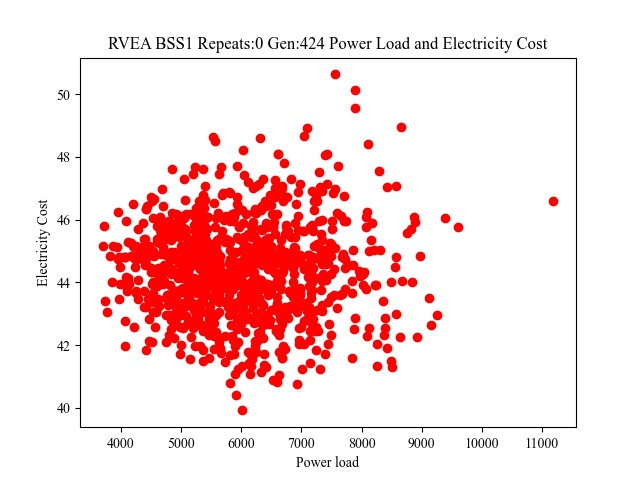 RVEA BSS1 Repeats:0 Gen:424 Power Load and Electricity Cost
50
48
46
44
42
40
Electricity Cost
4000 5000 6000 7000 8000 9000 10000 11000
Power load